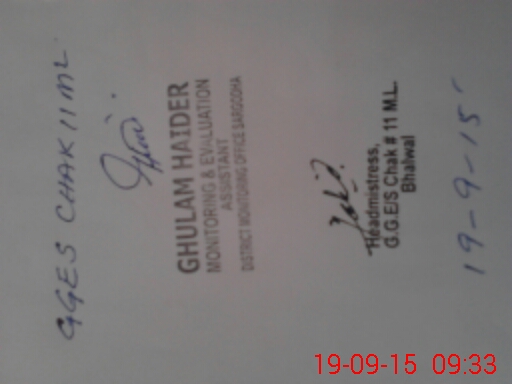 GGES CHAK 11 ML
GHULAM HAIDER
MONITORING & EVALUATION
ASSISTANT
DISTRICT MONITORING OFFICE SARGODHA
Headmistress,
G.G.E/S Chak # 11 M.L.
Bhalwal
19-9-15
19-09-15 09:33